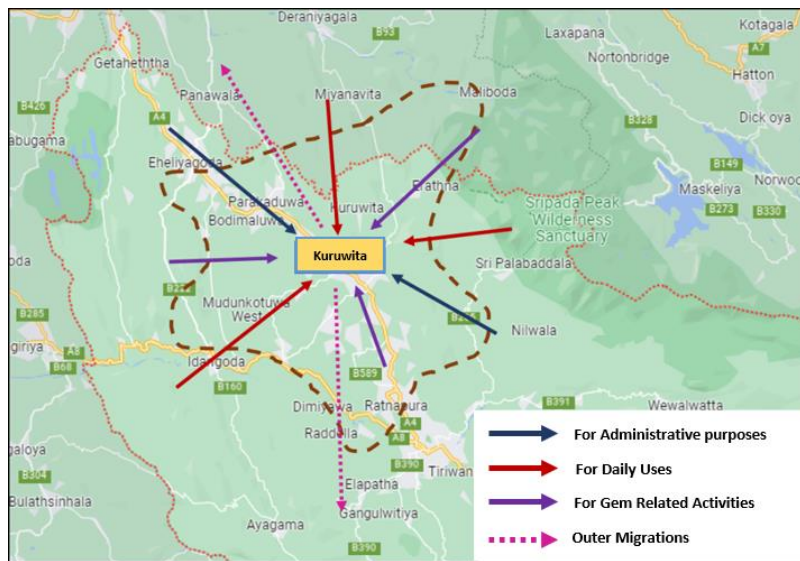 Deraniyagala
B93
Laxapana
Kotagala
A7
Nortonbridge
Getaheththa
Hatton
B426
Panawala
Miyanavita
Maliboda
A4
B328
Dick oya
abugama
Eheliyagoda
B149
Norwoo
Parakaduwa
Erathna
Maskeliya
Bodimaluwa
Kuruwita
Sripada Peak
Wilderness
Sanctuary
B273
B330
Kuruwita
oda
Sri Palabaddala
Mudunkotuwa
West
B285
Nilwala
giriya
A8
B68
Idangoda
B160
B589
B391
Dimiyawa
Ratnapura
Wewalwatta
A4
Raddella
A8
galoya
B390
B304
Tiriwan
Elapatha
Bulathsinhala
Gangulwitiya
Ayagama
B390
For Administrative purposes
For Daily Uses
For Gem Related Activities
Outer Migrations